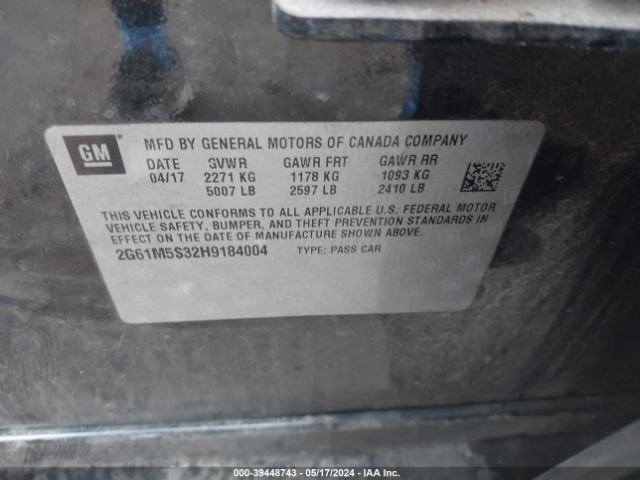 GM
MFD BY GENERAL MOTORS OF CANADA COMPANY
DATE GVWR GAWR FRT GAWR RR
04/17 2271 KG 1178 KG 1093 KG
5007 LB 2597 LB 2410 LB
THIS VEHICLE CONFORMS TO ALL APPLICABLE U.S. FEDERAL MOTOR
VEHICLE SAFETY, BUMPER, AND THEFT PREVENTION STANDARDS IN
EFFECT ON THE DATE OF MANUFACTURE SHOWN ABOVE.
2G61M5S32H9184004 TYPE: PASS CAR
000-39448743 - 05/17/2024 - IAA Inc.